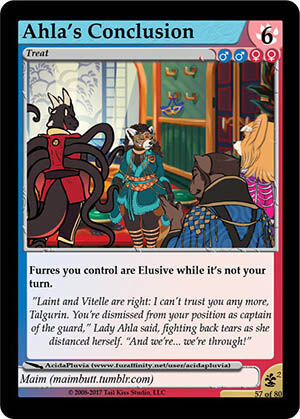 Ahla's Conclusion
6
Treat
♂♂♀♀
Furres you control are Elusive while it's not your
turn.
"Laint and Vitelle are right: I can't trust you any more,
Talgurin. You're dismissed from your position as captain
of the guard," Lady Ahla said, fighting back tears as she
distanced herself. "And we're... we're through!"
AcidaPluvia (www.furaffinity.net/user/acidapluvia)
Maim (maimbutt.tumblr.com)
2
57 of 80
© 2008-2017 Tail Kiss Studio, LLC